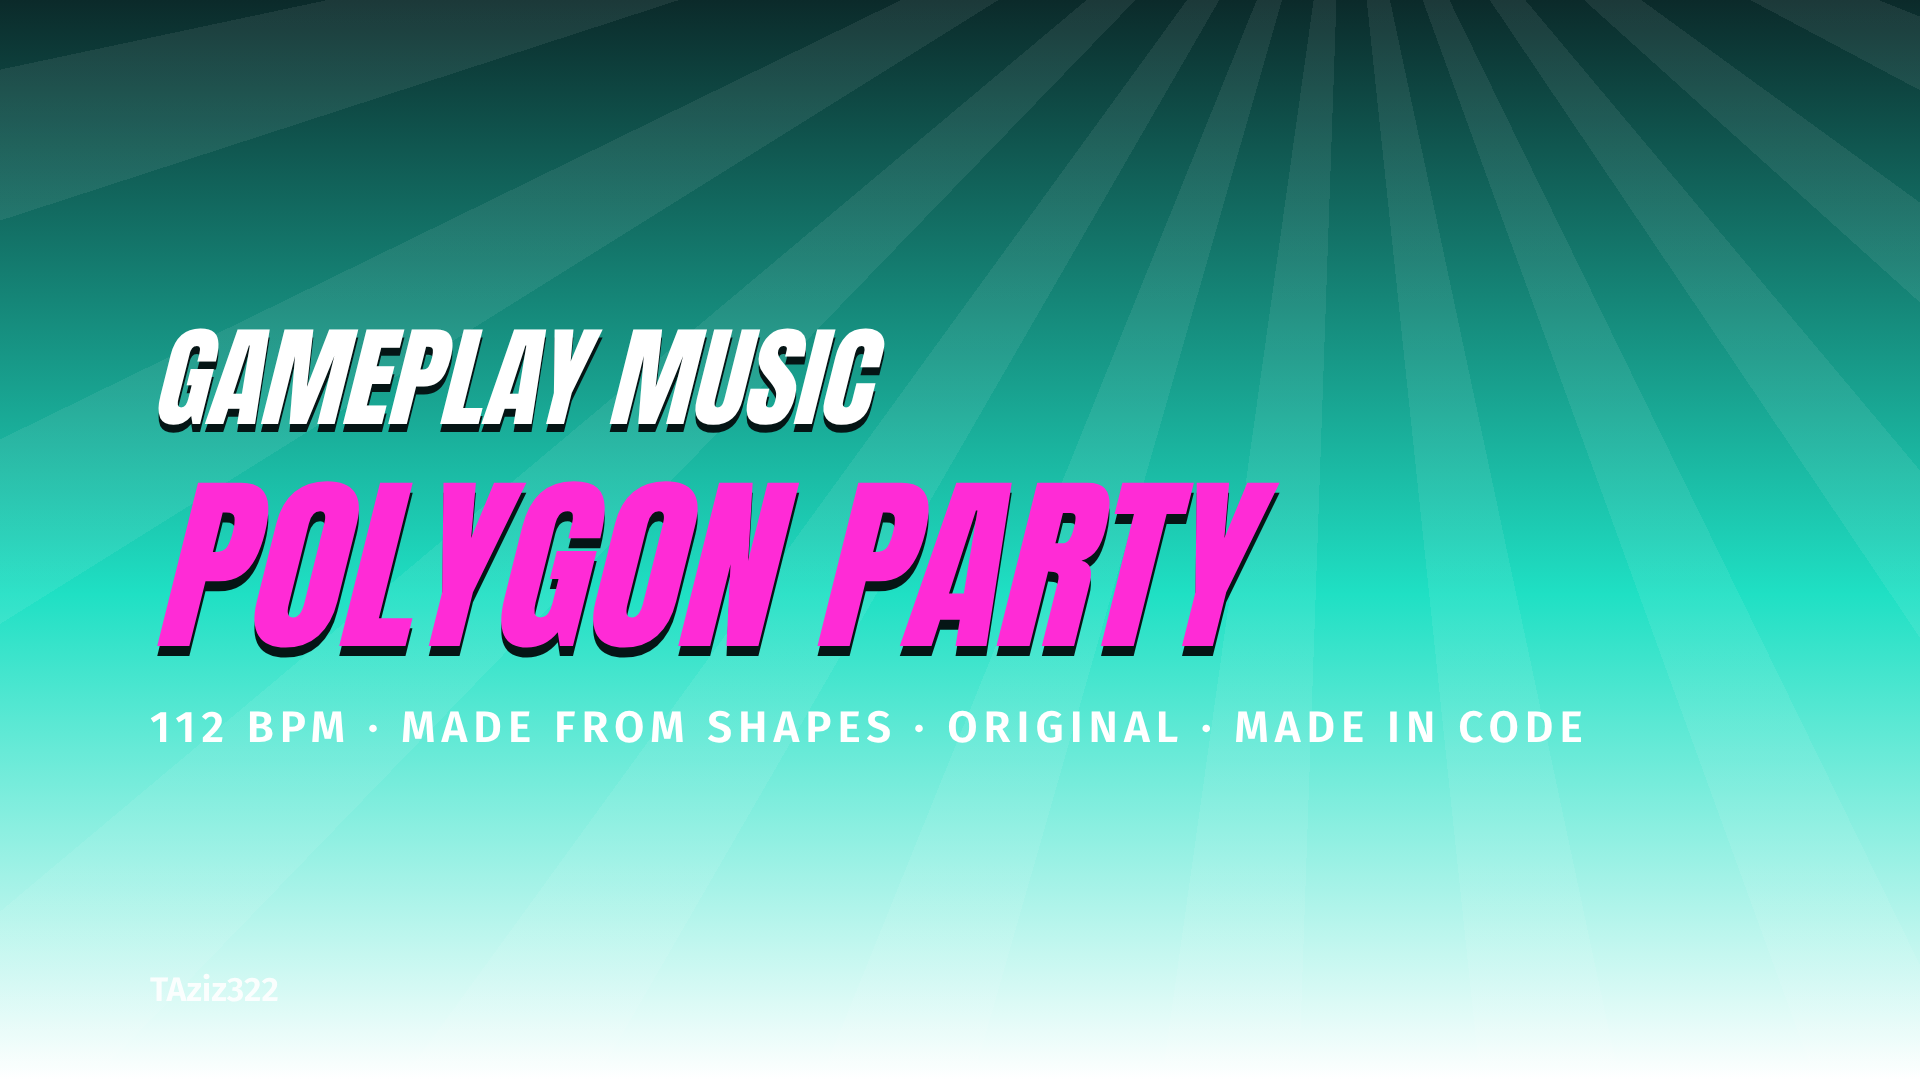 GAMEPLAY MUSIC
POLYGON PARTY
112 BPM · MADE FROM SHAPES · ORIGINAL · MADE IN CODE
TAziz322